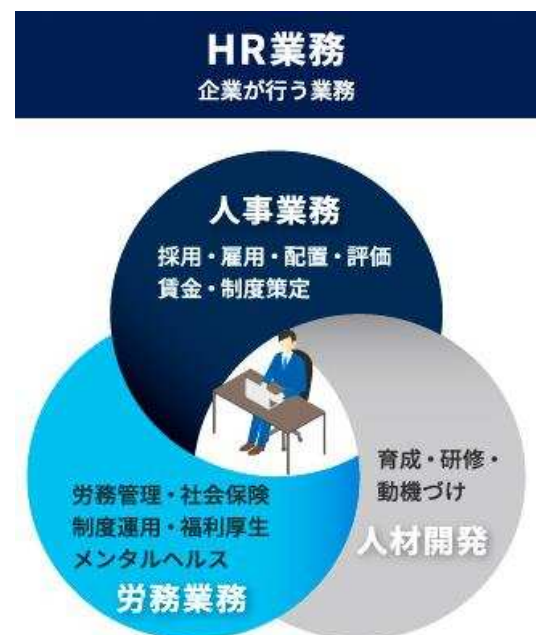 HR業務
企業が行う業務
人事業務
採用・雇用・配置・評価
賃金・制度策定
労務管理・社会保険
制度運用・福利厚生
メンタルヘルス
労務業務
育成・研修・
動機づけ
人材開発